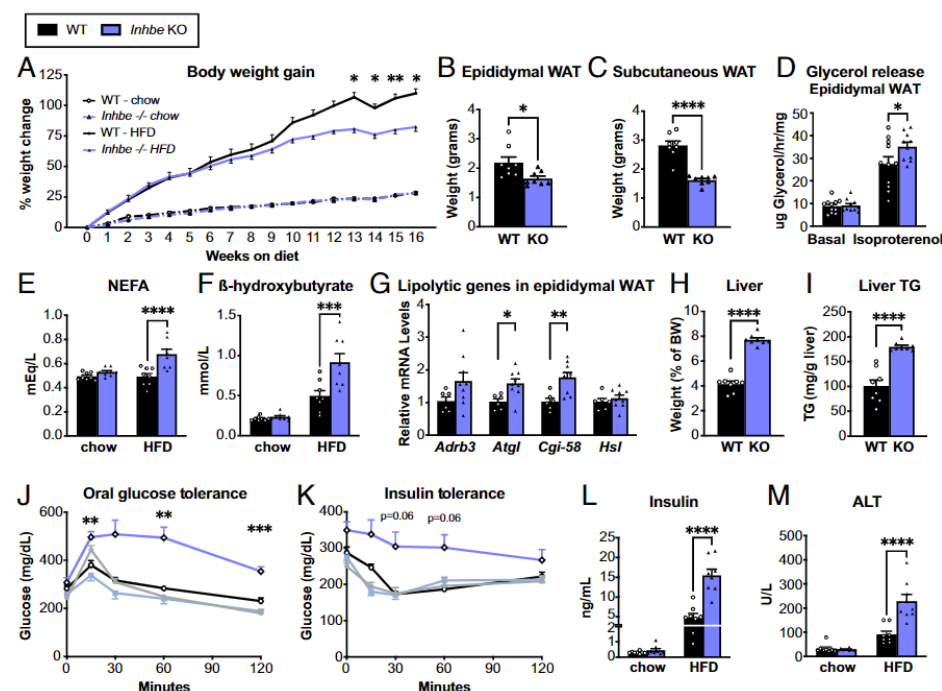 WT Inhbe KO
A Body weight gain
% weight change
125
100
75
50
25
0
WT - chow
Inhbe -/- chow
WT - HFD
Inhbe -/- HFD
* * ** *
0 1 2 3 4 5 6 7 8 9 10 11 12 13 14 15 16
Weeks on diet
B Epididymal WAT
Weight (grams)
4
3
2
1
0
*
WT KO
C Subcutaneous WAT
Weight (grams)
4
3
2
1
0
****
WT KO
D Glycerol release
Epididymal WAT
ug Glycerol/hr/mg
50
40
30
20
10
0
*
Basal Isoproterenol
E NEFA
mEq/L
1.0
0.8
0.6
0.4
0.2
0.0
****
chow HFD
F ß-hydroxybutyrate
mmol/L
1.5
1.0
0.5
0.0
***
chow HFD
G Lipolytic genes in epididymal WAT
Relative mRNA Levels
4
3
2
1
0
* **
Adrb3 Atgl Cgi-58 Hsl
H Liver
Weight (% of BW)
10
8
6
4
2
0
****
WT KO
I Liver TG
TG (mg/g liver)
250
200
150
100
50
0
****
WT KO
J Oral glucose tolerance
Glucose (mg/dL)
600
400
200
0
** ** ***
0 30 60 90 120
Minutes
K Insulin tolerance
Glucose (mg/dL)
400
300
200
100
0
p=0.06 p=0.06
0 30 60 90 120
Minutes
L Insulin
ng/mL
25
20
15
10
5
2
1
0
****
chow HFD
M ALT
U/L
500
400
300
200
100
0
****
chow HFD